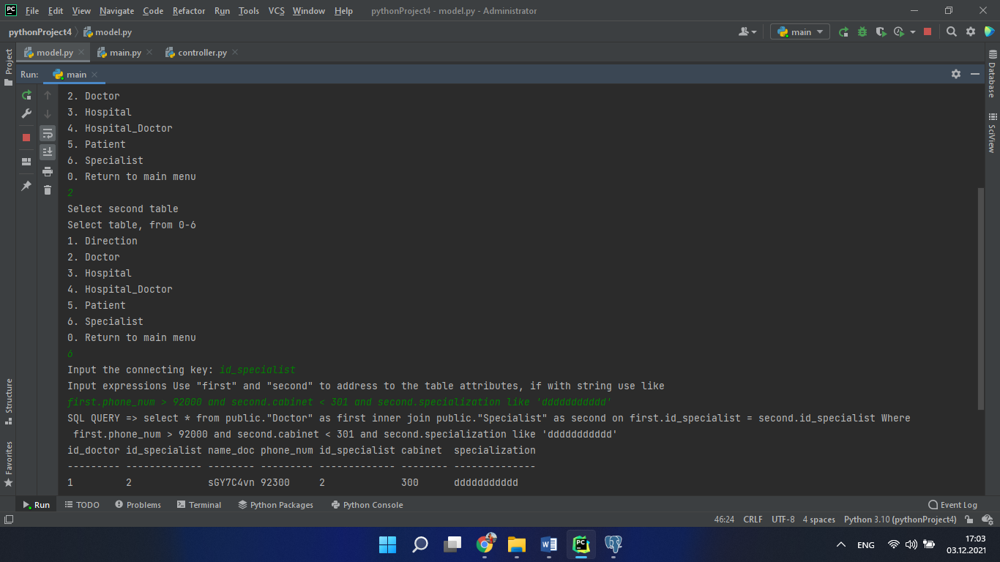 File Edit View Navigate Code Refactor Run Tools VCS Window Help pythonProject4 - model.py - Administrator
pythonProject4 model.py main
Project model.py main.py controller.py
Run: main
Database
SciView
2. Doctor
3. Hospital
4. Hospital_Doctor
5. Patient
6. Specialist
0. Return to main menu
2
Select second table
Select table, from 0-6
1. Direction
2. Doctor
3. Hospital
4. Hospital_Doctor
5. Patient
6. Specialist
0. Return to main menu
6
Input the connecting key: id_specialist
Input expressions Use "first" and "second" to address to the table attributes, if with string use like
first.phone_num > 92000 and second.cabinet < 301 and second.specialization like 'ddddddddddd'
SQL QUERY => select * from public."Doctor" as first inner join public."Specialist" as second on first.id_specialist = second.id_specialist Where
first.phone_num > 92000 and second.cabinet < 301 and second.specialization like 'ddddddddddd'
id_doctor id_specialist name_doc phone_num id_specialist cabinet specialization
--------- ------------- -------- --------- ------------- -------- --------------
1 2 sGY7C4vn 92300 2 300 ddddddddddd
Structure
Favorites
Run TODO Problems Terminal Python Packages Python Console Event Log
46:24 CRLF UTF-8 4 spaces Python 3.10 (pythonProject4)
ENG 17:03
03.12.2021